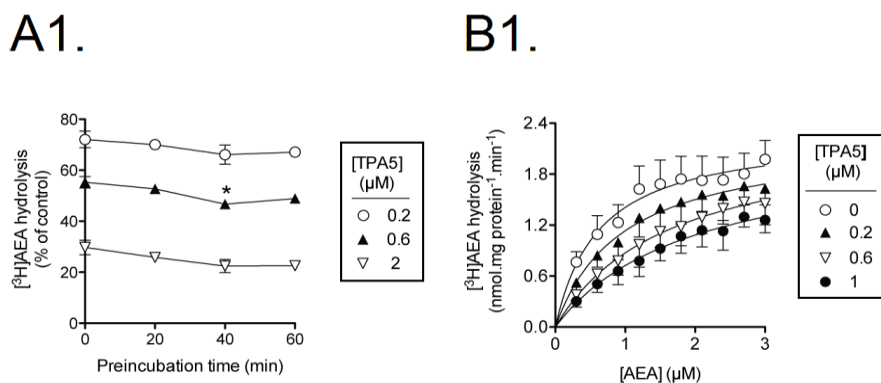 A1.
80
60
40
20
0
0 20 40 60
Preincubation time (min)
[³H]AEA hydrolysis
(% of control)
*
[TPA5]
(µM)
0.2
0.6
2
B1.
2.4
1.8
1.2
0.6
0.0
0 1 2 3
[AEA] (µM)
[³H]AEA hydrolysis
(nmol.mg protein⁻¹.min⁻¹)
[TPA5]
(µM)
0
0.2
0.6
1